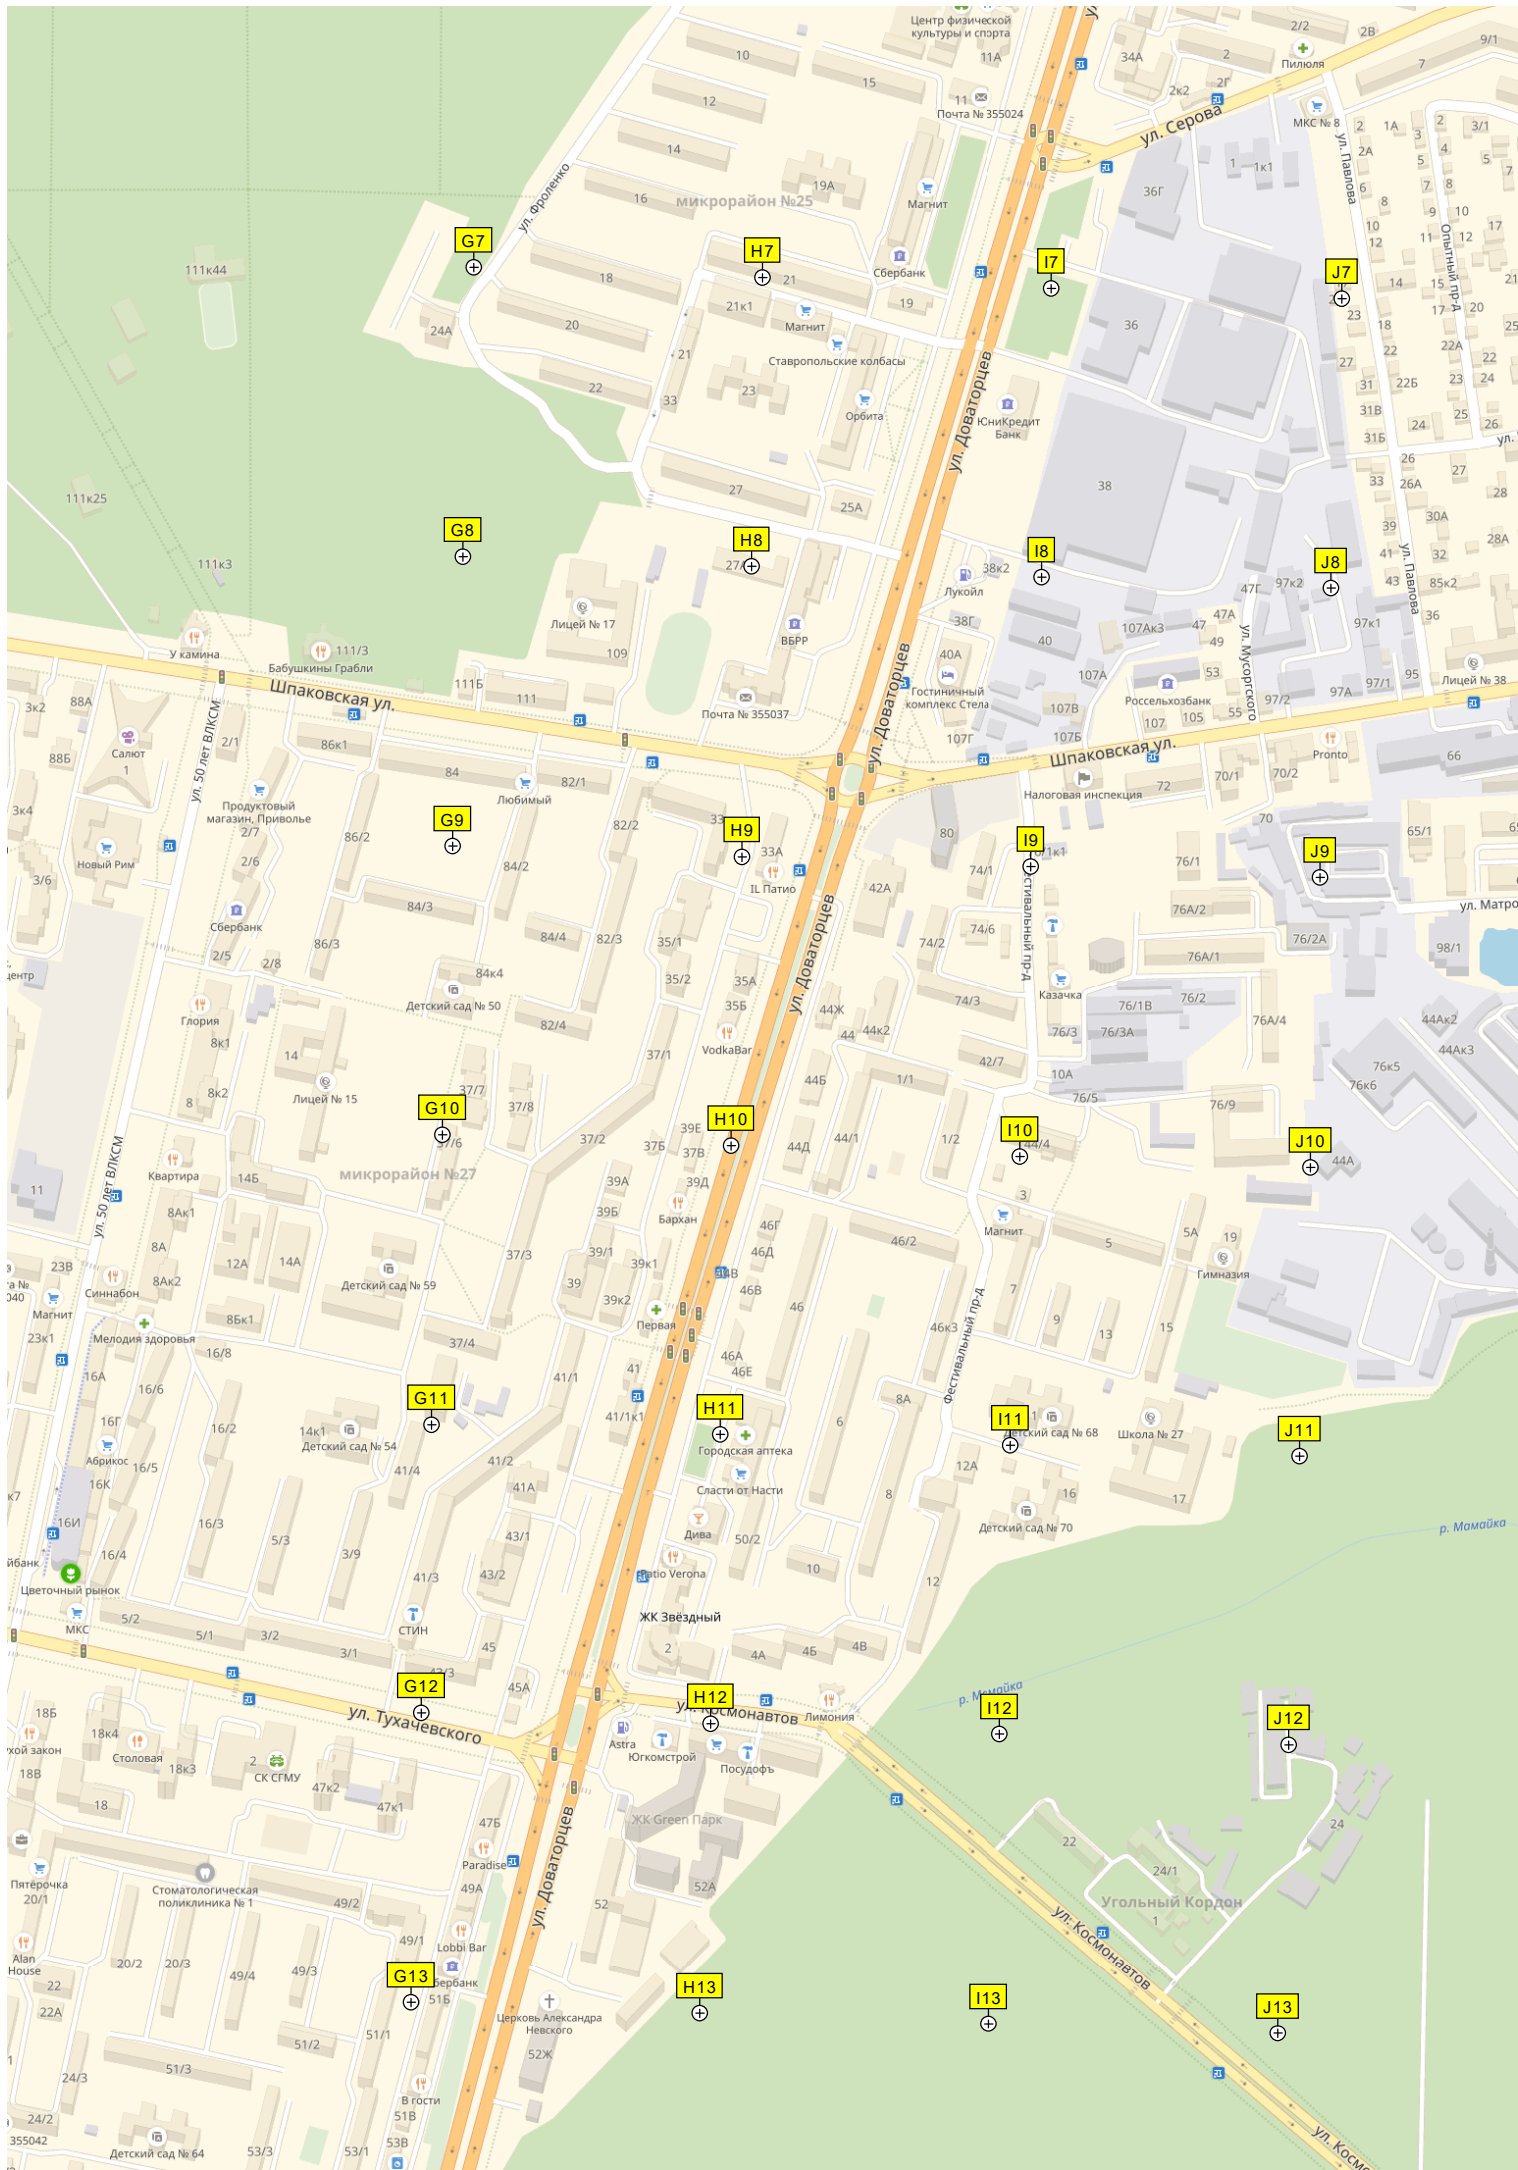 Центр физической
культуры и спорта
11А
34А
2
2/2
2В
9/1
7
Пилюля
10
15
12
11
Почта № 355024
2к2
2Г
ул. Серова
МКС № 8
14
16
19А
микрорайон №25
Магнит
ул. Фроленко
36Г
1
1к1
ул. Павлова
Опытный пр-д
G7
H7
I7
J7
111к44
18
20
22
24А
21
21к1
Сбербанк
19
Магнит
Ставропольские колбасы
21
23
33
Орбита
ЮниКредит
Банк
36
38
ул. Доваторцев
27
25А
111к25
G8
H8
I8
J8
111к3
Лицей № 17
109
ВБРР
Лукойл
38к2
38Г
40
40А
Гостиничный
комплекс Стела
107Ак3
107А
107В
107Б
107Г
47Г
47А
47
49
53
55
97к2
97к1
97/2
97А
97/1
95
ул. Мусоргского
ул. Павлова
85к2
Россельхозбанк
107
105
Лицей № 38
У камина
111/3
Бабушкины Грабли
111Б
111
Почта № 355037
Шпаковская ул.
ул. Доваторцев
Шпаковская ул.
3к2
88А
88Б
Салют
1
2/1
86к1
84
82/1
Любимый
Продуктовый
магазин, Приволье
ул. 50 лет ВЛКСМ
Налоговая инспекция
72
70/1
70/2
Pronto
66
G9
H9
I9
J9
3к4
Новый Рим
3/6
2/7
2/6
86/2
84/2
82/2
33А
IL Патио
80
42А
74/1
76/1
70
65/1
Сбербанк
2/5
2/8
86/3
84/3
84/4
82/3
84к4
Детский сад № 50
82/4
35/1
35/2
35А
35Б
ул. Доваторцев
74/2
74/6
74/3
76А/2
76/2А
76А/1
98/1
ул. Матро
Казачка
76/1В
76/2
76/3
76/3А
76А/4
44Ак2
44Ак3
76к5
76к6
Глория
8к1
8к2
8
14
Лицей № 15
37/7
37/8
37/1
37/2
VodkaBar
44Ж
44
44к2
44Б
42/7
1/1
10А
76/5
76/9
G10
H10
I10
J10
37/6
микрорайон №27
Квартира
14Б
11
39Е
37Б
37В
39А
39Д
39Б
Бархан
44Д
44/1
1/2
44/4
44А
3
Магнит
ул. 50 лет ВЛКСМ
8Ак1
8А
8Ак2
12А
14А
8Бк1
37/3
37/4
39/1
39
39к1
39к2
Детский сад № 59
Синнабон
Мелодия здоровья
23В
Магнит
23к1
Первая
46Г
46Д
46В
46
46/2
46к3
5
5А
19
Гимназия
7
9
13
15
Фестивальный пр-д
G11
H11
I11
J11
16/8
16А
16/6
16Г
16/2
Абрикос
16/5
16К
16И
16/4
16/3
14к1
Детский сад № 54
41/4
41/2
41/1
41
41/1к1
41А
46А
46Е
Городская аптека
Сласти от Насти
6
8
8А
12А
Детский сад № 68
Школа № 27
17
16
Детский сад № 70
р. Мамайка
Цветочный рынок
МКС
5/3
3/9
41/3
43/1
43/2
Дива
50/2
Patio Verona
10
12
ЖК Звёздный
2
4А
4Б
4В
5/2
5/1
3/2
3/1
СТИН
45
45А
G12
H12
I12
J12
ул. Тухачевского
ул. Космонавтов
Лимония
р. Мамайка
18Б
18к4
Столовая
18В
18к3
2
СК СГМУ
47к2
47к1
18
Astra
Югкомстрой
Посудофъ
ЖК Green Парк
47Б
Paradise
52
52А
22
24/1
24
Угольный Кордон
1
ул. Космонавтов
Пятёрочка
20/1
Стоматологическая
поликлиника № 1
49/2
49А
49/1
Lobbi Bar
Alan
House
20/2
20/3
49/4
49/3
22
22А
G13
H13
I13
J13
51Б
51/1
51/2
51/3
24/3
24/2
ул. Доваторцев
Церковь Александра
Невского
52Ж
В гости
51В
53В
53/1
53/3
Детский сад № 64
355042